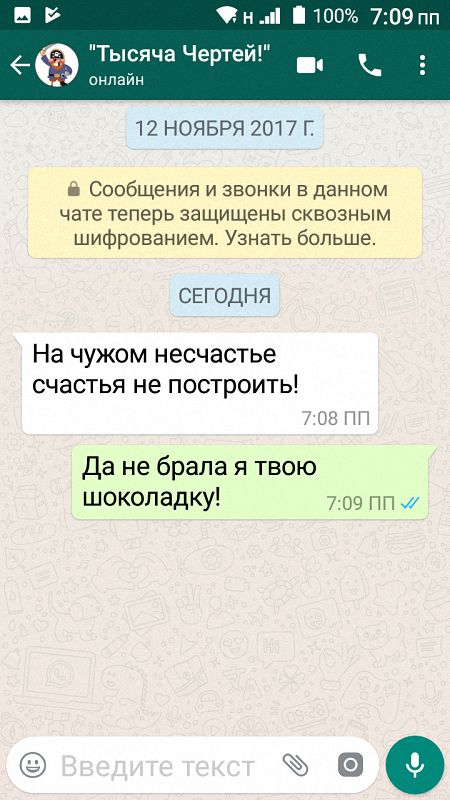 H 100% 7:09 пп
"Тысяча Чертей!"
онлайн
12 НОЯБРЯ 2017 Г.
Сообщения и звонки в данном
чате теперь защищены сквозным
шифрованием. Узнать больше.
СЕГОДНЯ
На чужом несчастье
счастья не построить!
7:08 ПП
Да не брала я твою
шоколадку!
7:09 ПП
Введите текст